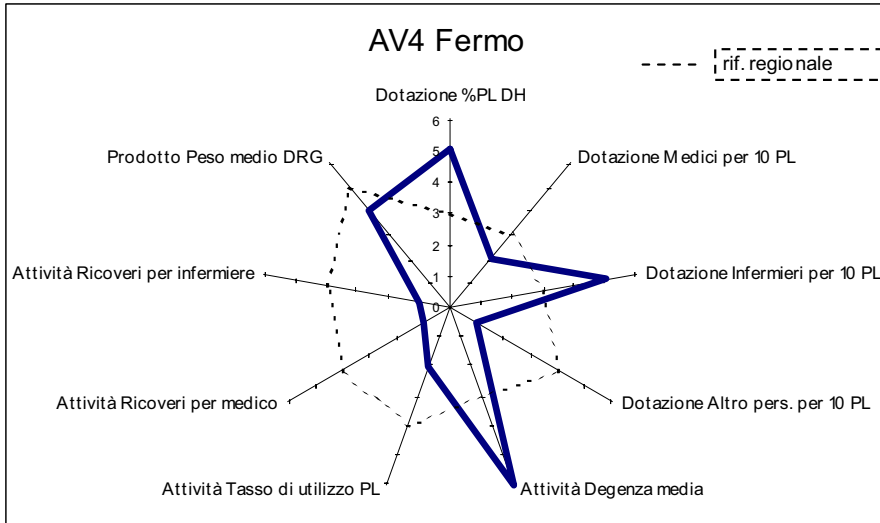 AV4 Fermo
rif. regionale
Dotazione %PL DH
6
5
4
3
2
1
0
Prodotto Peso medio DRG
Dotazione Medici per 10 PL
Attività Ricoveri per infermiere
Dotazione Infermieri per 10 PL
Attività Ricoveri per medico
Dotazione Altro pers. per 10 PL
Attività Tasso di utilizzo PL
Attività Degenza media